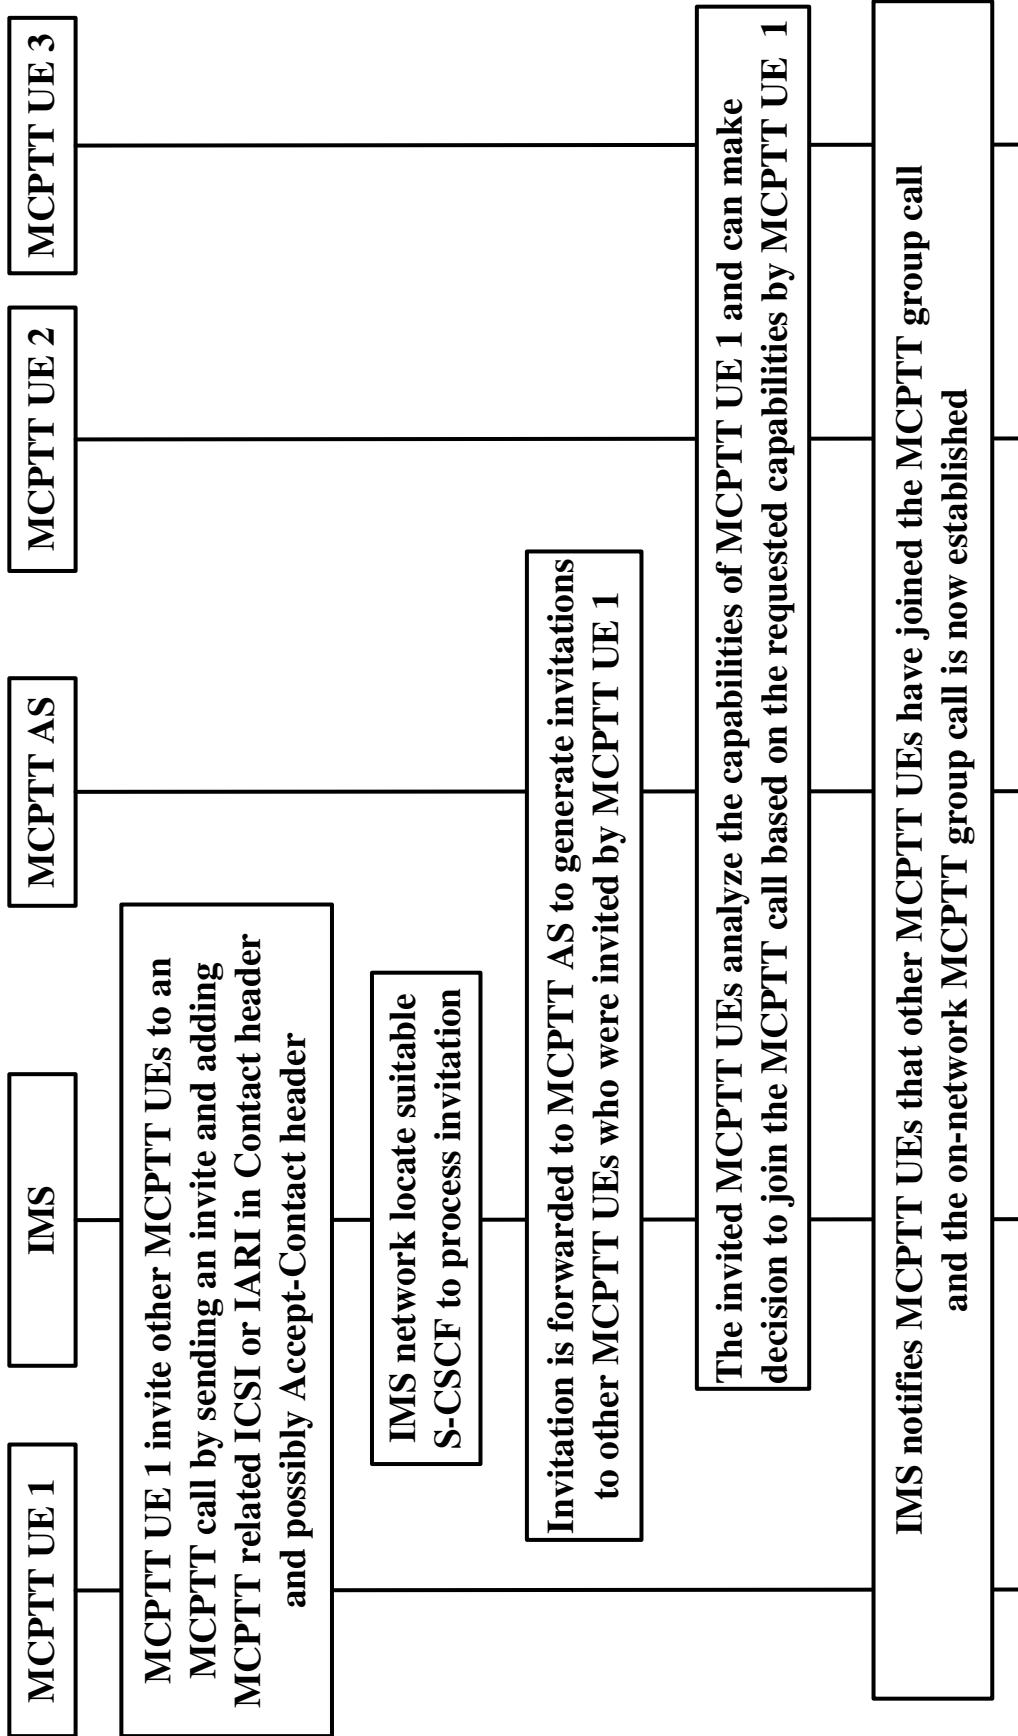 MCPTT UE 1
IMS
MCPTT AS
MCPTT UE 2
MCPTT UE 3
MCPTT UE 1 invite other MCPTT UEs to an
MCPTT call by sending an invite and adding
MCPTT related ICSI or IARI in Contact header
and possibly Accept-Contact header
IMS network locate suitable
S-CSCF to process invitation
Invitation is forwarded to MCPTT AS to generate invitations
to other MCPTT UEs who were invited by MCPTT UE 1
The invited MCPTT UEs analyze the capabilities of MCPTT UE 1 and can make
decision to join the MCPTT call based on the requested capabilities by MCPTT UE 1
IMS notifies MCPTT UEs that other MCPTT UEs have joined the MCPTT group call
and the on-network MCPTT group call is now established